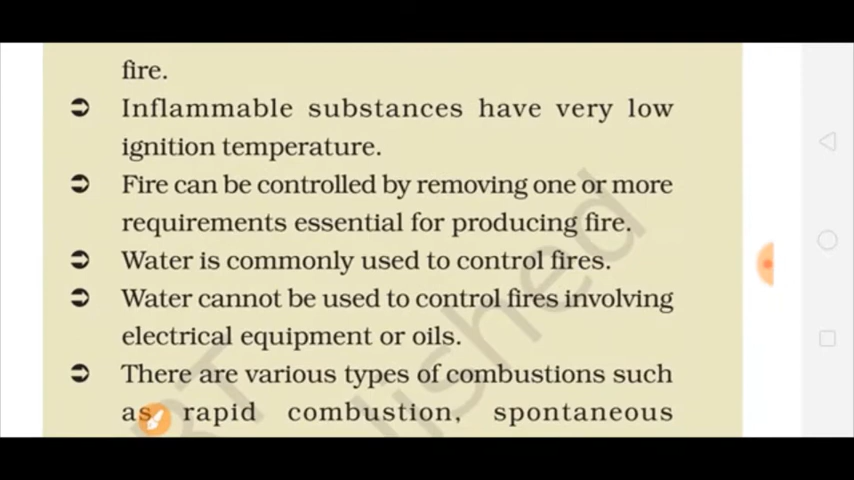 fire.
➲ Inflammable substances have very low
ignition temperature.
➲ Fire can be controlled by removing one or more
requirements essential for producing fire.
➲ Water is commonly used to control fires.
➲ Water cannot be used to control fires involving
electrical equipment or oils.
➲ There are various types of combustions such
as rapid combustion, spontaneous